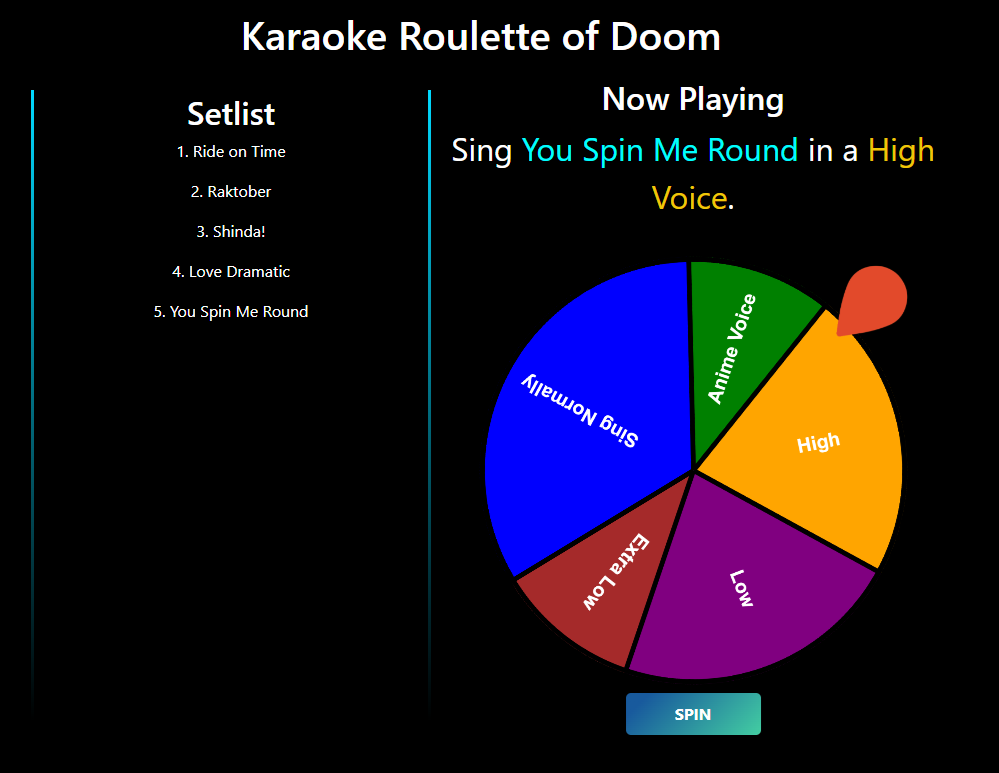 Karaoke Roulette of Doom
Setlist
1. Ride on Time
2. Raktober
3. Shinda!
4. Love Dramatic
5. You Spin Me Round
Now Playing
Sing You Spin Me Round in a High
Voice.
Anime Voice
High
Low
Extra Low
Sing Normally
SPIN